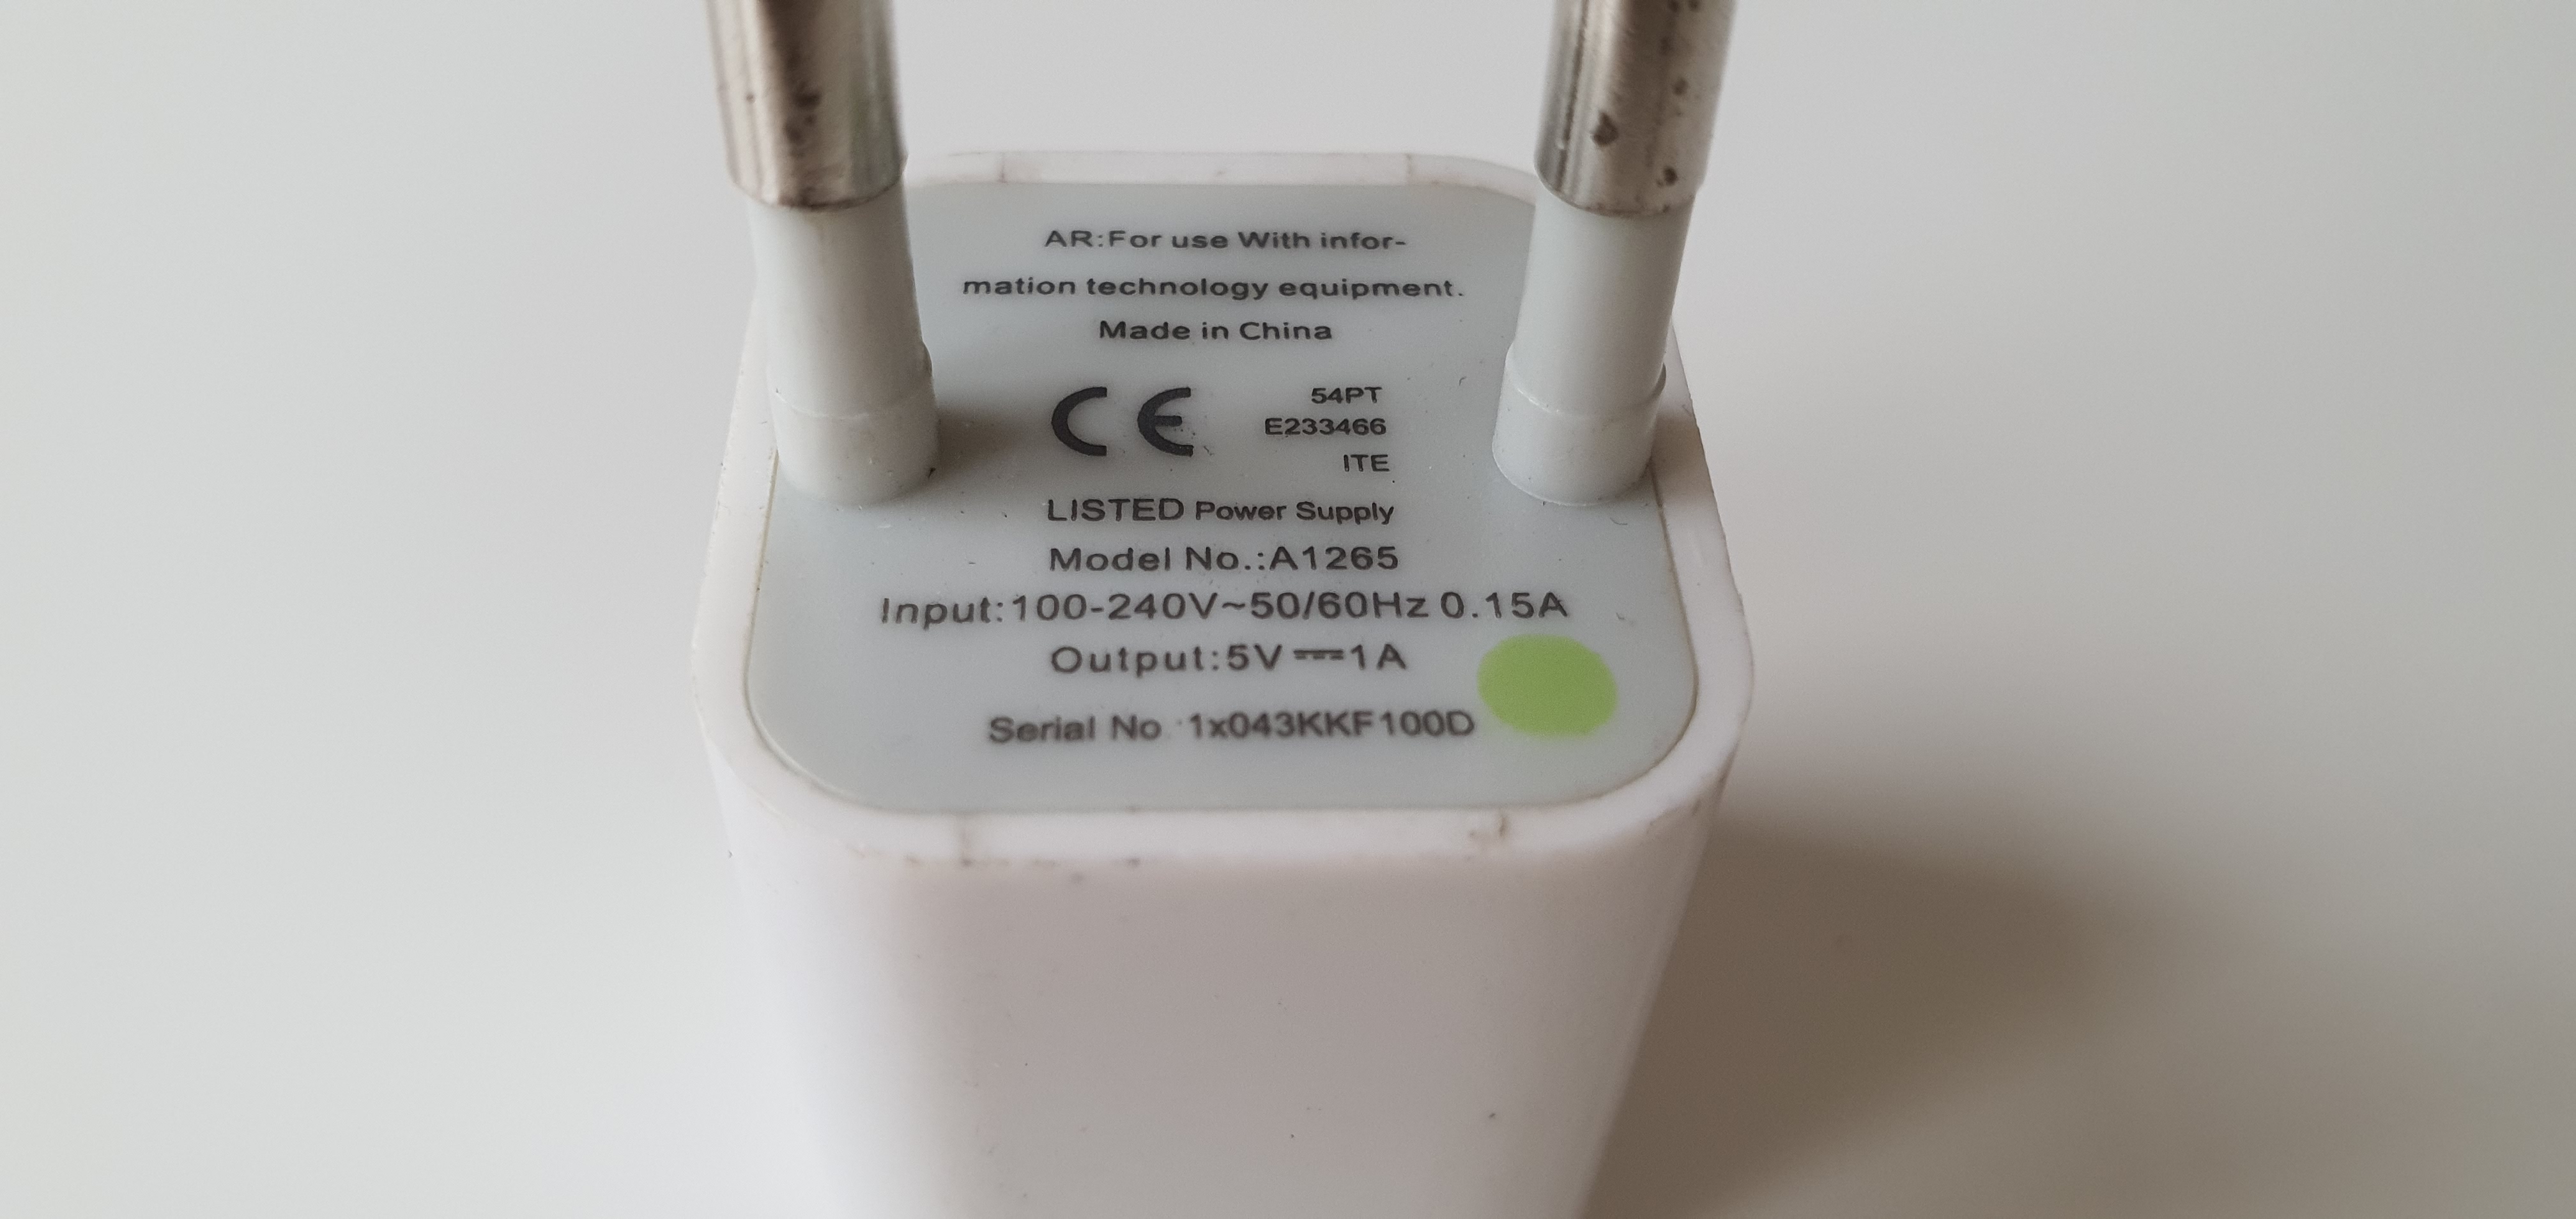 AR:For use With infor-
mation technology equipment.
Made in China
CE
54PT
E233466
ITE
LISTED Power Supply
Model No.:A1265
Input:100-240V~50/60Hz 0.15A
Output:5V⎓1A
Serial No 1x043KKF100D